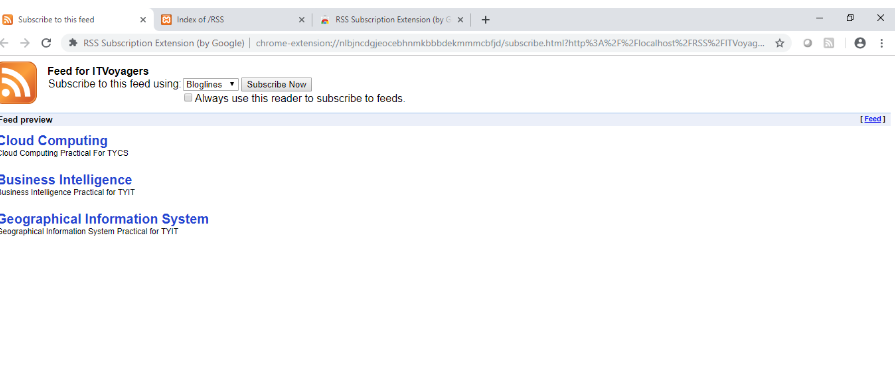 Subscribe to this feed
Index of /RSS
RSS Subscription Extension (by G
RSS Subscription Extension (by Google) | chrome-extension://nlbjncdgjeocebhnmkbbbdekmmmcbfjd/subscribe.html?http%3A%2F%2Flocalhost%2FRSS%2FITVoyag...
Feed for ITVoyagers
Subscribe to this feed using: Bloglines Subscribe Now
Always use this reader to subscribe to feeds.
Feed preview [ Feed ]
Cloud Computing
Cloud Computing Practical For TYCS
Business Intelligence
Business Intelligence Practical for TYIT
Geographical Information System
Geographical Information System Practical for TYIT